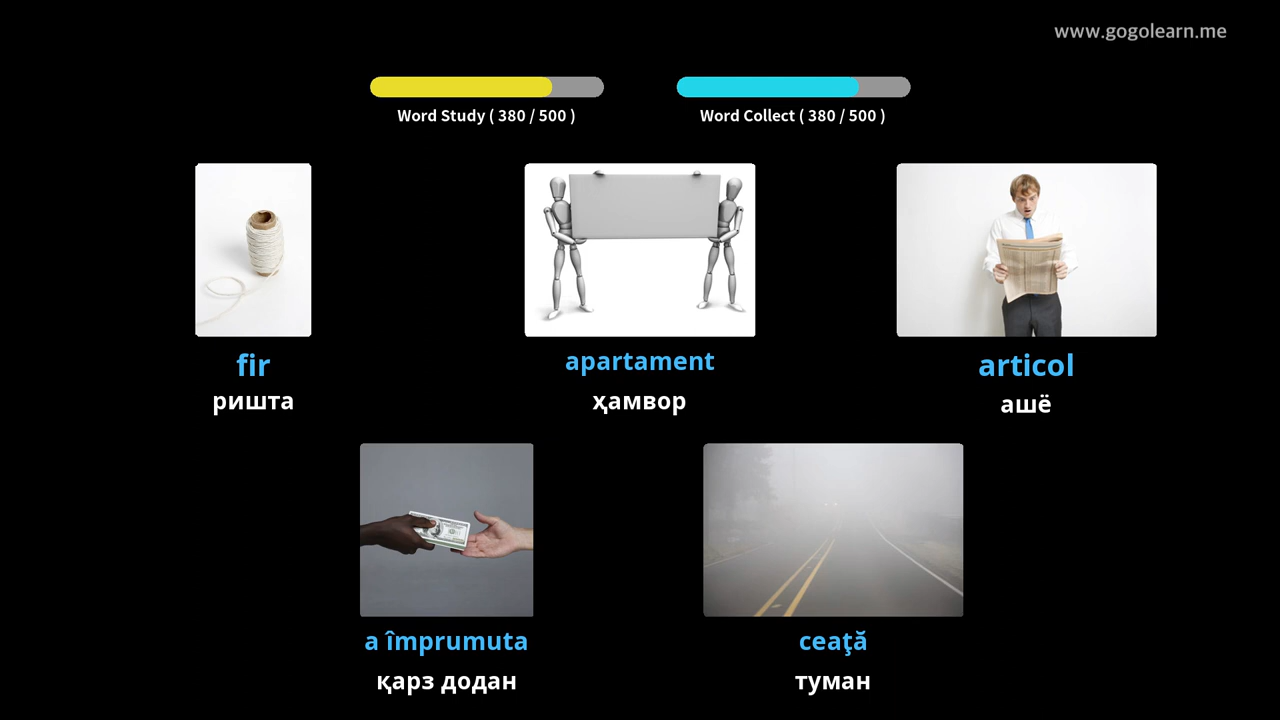 www.gogolearn.me
Word Study ( 380 / 500 )
Word Collect ( 380 / 500 )
fir
ришта
apartament
ҳамвор
articol
ашё
a împrumuta
қарз додан
ceaţă
туман